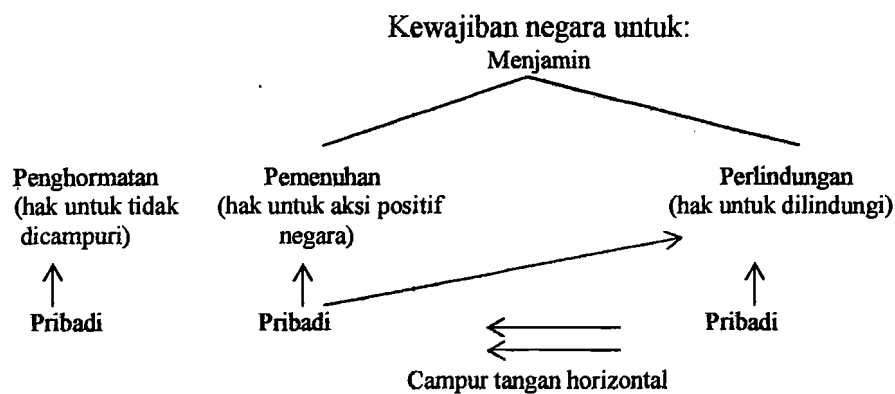 Kewajiban negara untuk:
Menjamin
Penghormatan
(hak untuk tidak
dicampuri)
Pemenuhan
(hak untuk aksi positif
negara)
Perlindungan
(hak untuk dilindungi)
Pribadi
Pribadi
Pribadi
Campur tangan horizontal